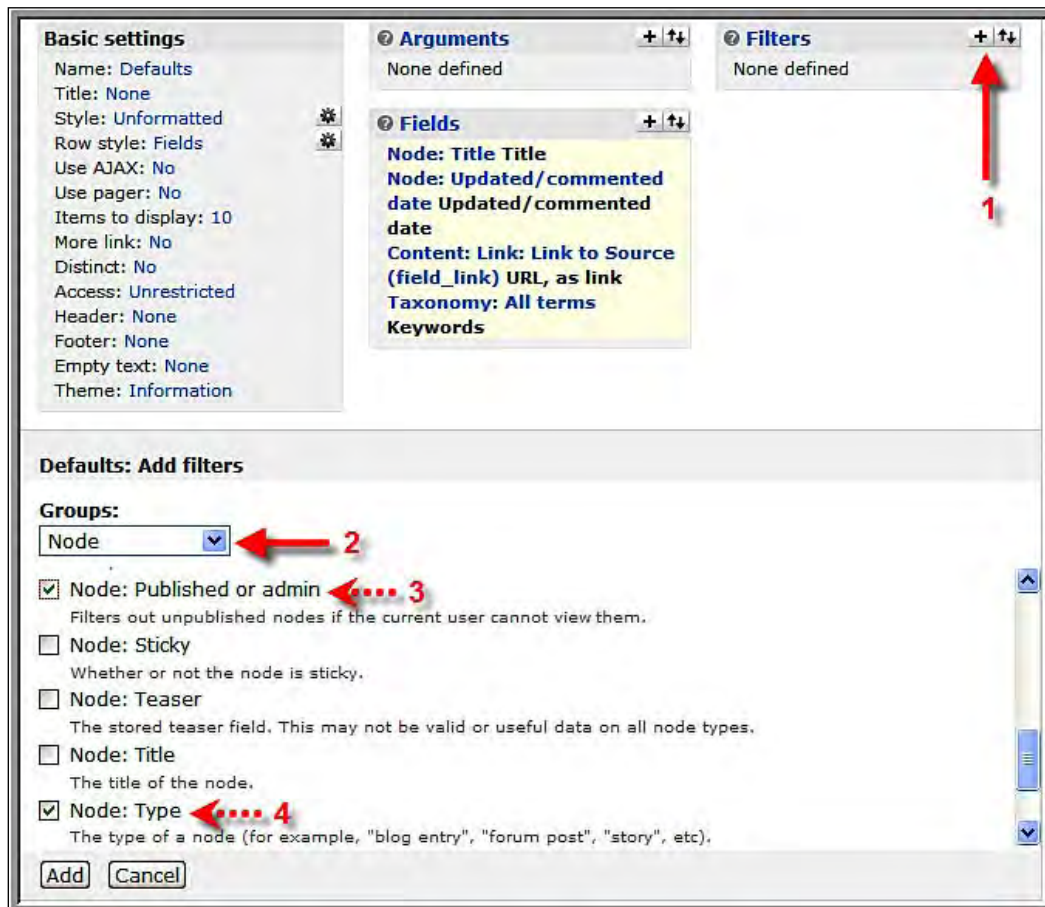 Basic settings
Name: Defaults
Title: None
Style: Unformatted
Row style: Fields
Use AJAX: No
Use pager: No
Items to display: 10
More link: No
Distinct: No
Access: Unrestricted
Header: None
Footer: None
Empty text: None
Theme: Information
Arguments
None defined
Fields
Node: Title Title
Node: Updated/commented
date Updated/commented
date
Content: Link: Link to Source
(field_link) URL, as link
Taxonomy: All terms
Keywords
Filters
None defined
1
Defaults: Add filters
Groups:
Node
2
Node: Published or admin
3
Filters out unpublished nodes if the current user cannot view them.
Node: Sticky
Whether or not the node is sticky.
Node: Teaser
The stored teaser field. This may not be valid or useful data on all node types.
Node: Title
The title of the node.
Node: Type
4
The type of a node (for example, "blog entry", "forum post", "story", etc).
Add
Cancel